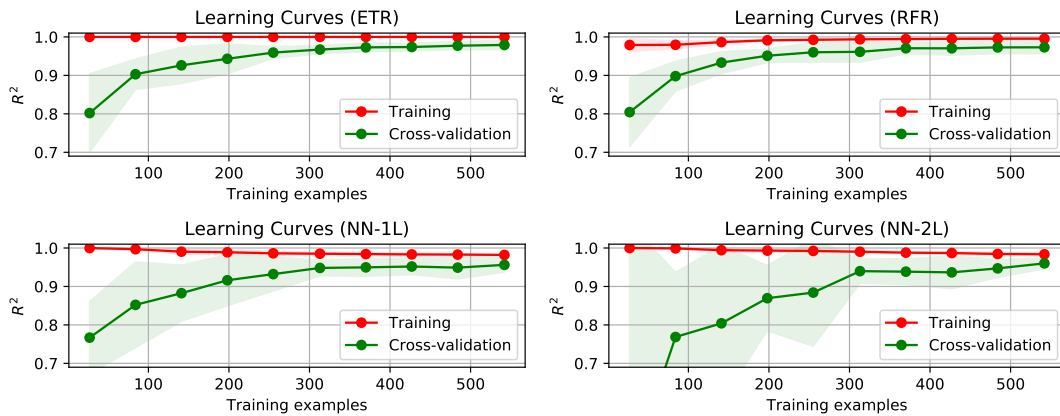 Learning Curves (ETR)
1.0
0.9
0.8
0.7
R²
Training
Cross-validation
100 200 300 400 500
Training examples
Learning Curves (RFR)
1.0
0.9
0.8
0.7
R²
Training
Cross-validation
100 200 300 400 500
Training examples
Learning Curves (NN-1L)
1.0
0.9
0.8
0.7
R²
Training
Cross-validation
100 200 300 400 500
Training examples
Learning Curves (NN-2L)
1.0
0.9
0.8
0.7
R²
Training
Cross-validation
100 200 300 400 500
Training examples